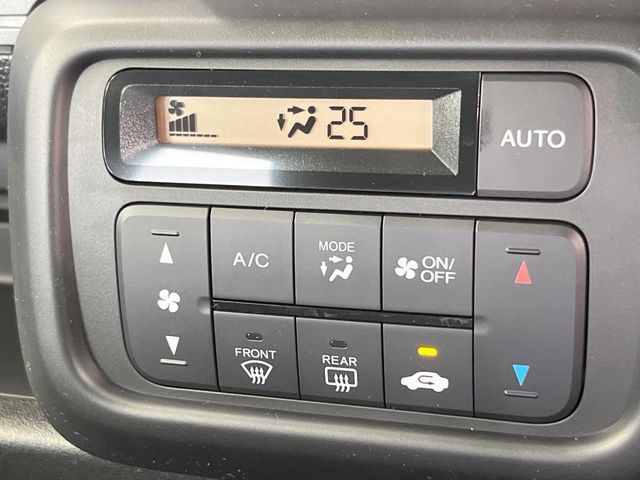 25
AUTO
A/C
MODE
ON/
OFF
FRONT
REAR